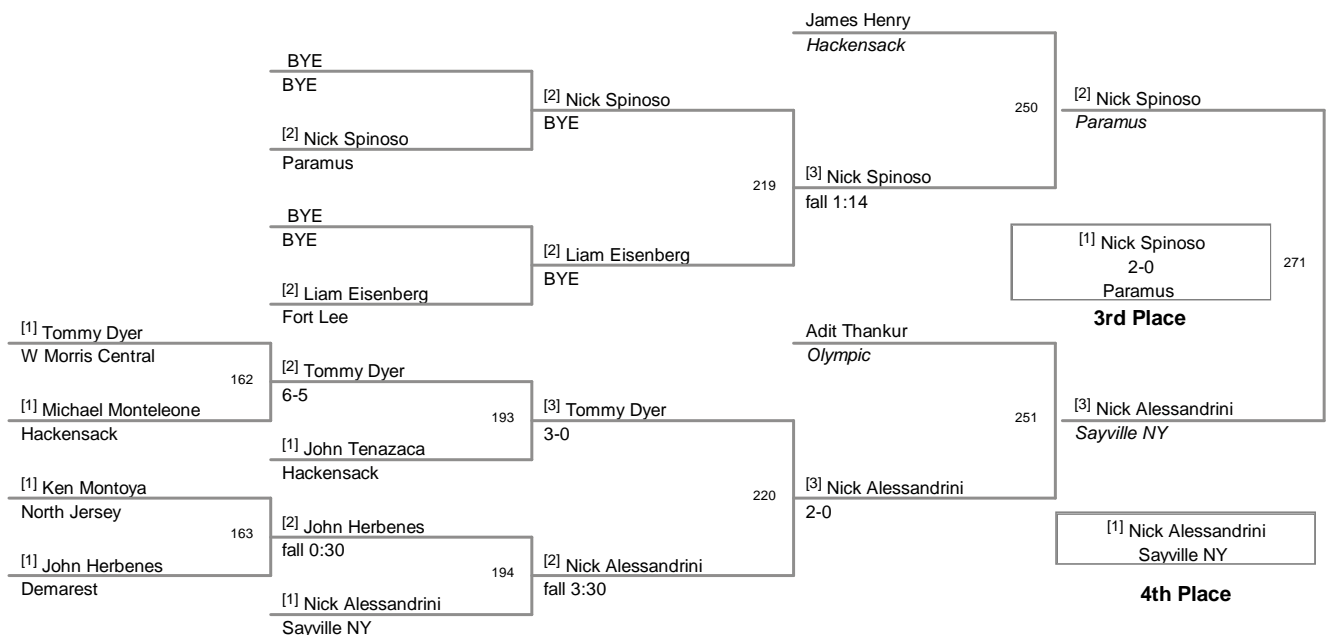 James Henry
Hackensack
BYE
BYE
[2] Nick Spinoso
BYE
250
[2] Nick Spinoso
Paramus
[2] Nick Spinoso
Paramus
219
[3] Nick Spinoso
fall 1:14
BYE
BYE
[2] Liam Eisenberg
BYE
[1] Nick Spinoso
2-0
Paramus
271
3rd Place
[2] Liam Eisenberg
Fort Lee
[1] Tommy Dyer
W Morris Central
Adit Thankur
Olympic
162
[2] Tommy Dyer
6-5
[1] Michael Monteleone
Hackensack
193
[3] Tommy Dyer
3-0
251
[3] Nick Alessandrini
Sayville NY
[1] John Tenazaca
Hackensack
[1] Ken Montoya
North Jersey
220
[3] Nick Alessandrini
2-0
163
[2] John Herbenes
fall 0:30
[1] Nick Alessandrini
Sayville NY
4th Place
[1] John Herbenes
Demarest
194
[2] Nick Alessandrini
fall 3:30
[1] Nick Alessandrini
Sayville NY